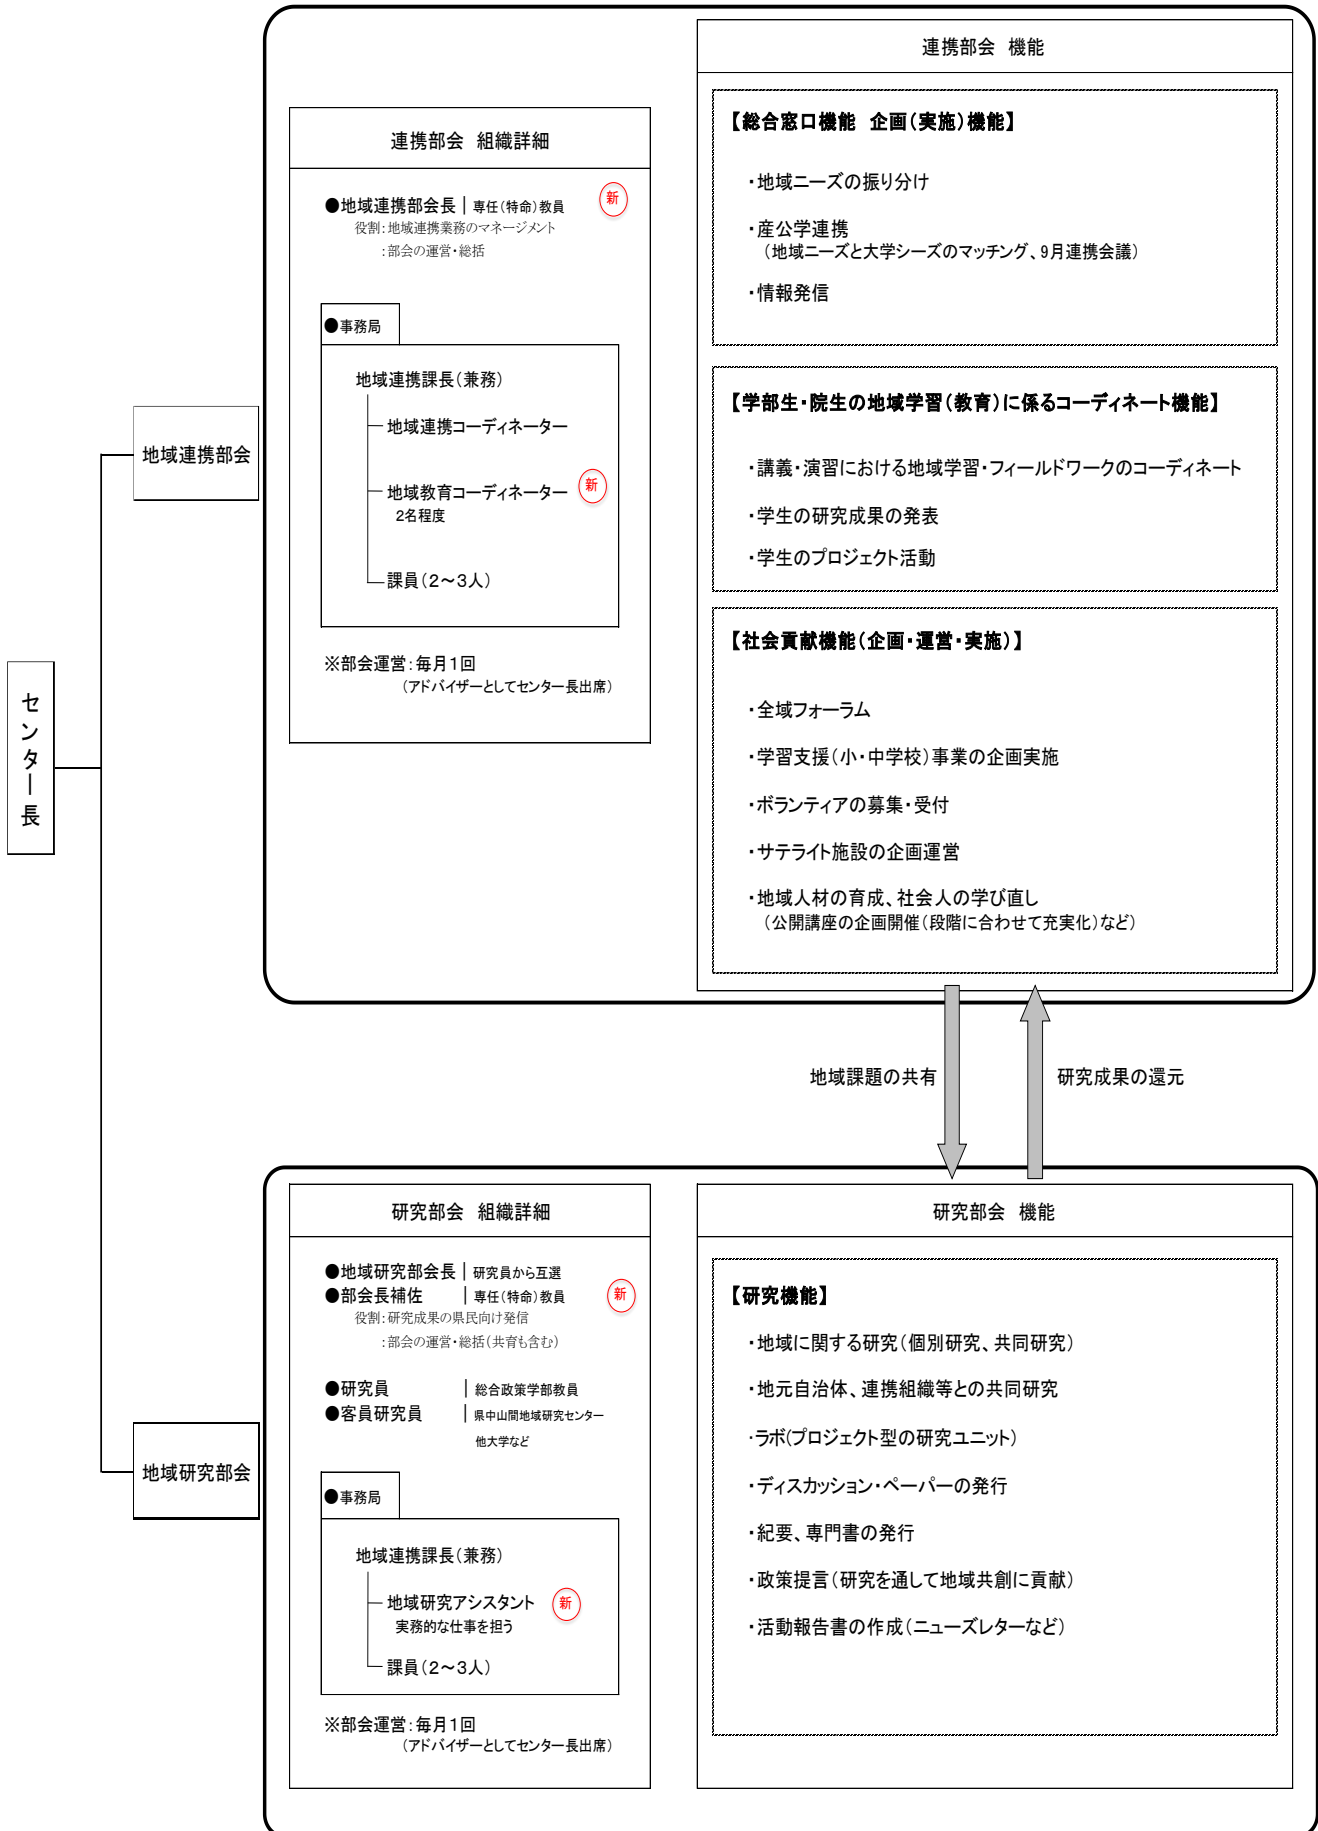 センター長
地域連携部会
連携部会　組織詳細
●地域連携部会長｜専任（特命）教員
新
役割：地域連携業務のマネージメント
：部会の運営・総括
●事務局
地域連携課長（兼務）
地域連携コーディネーター
地域教育コーディネーター
新
2名程度
課員（2～3人）
※部会運営：毎月1回
（アドバイザーとしてセンター長出席）
連携部会　機能
【総合窓口機能　企画（実施）機能】
・地域ニーズの振り分け
・産公学連携
（地域ニーズと大学シーズのマッチング、9月連携会議）
・情報発信
【学部生・院生の地域学習（教育）に係るコーディネート機能】
・講義・演習における地域学習・フィールドワークのコーディネート
・学生の研究成果の発表
・学生のプロジェクト活動
【社会貢献機能（企画・運営・実施）】
・全域フォーラム
・学習支援（小・中学校）事業の企画実施
・ボランティアの募集・受付
・サテライト施設の企画運営
・地域人材の育成、社会人の学び直し
（公開講座の企画開催（段階に合わせて充実化）など）
地域課題の共有
研究成果の還元
地域研究部会
研究部会　組織詳細
●地域研究部会長｜研究員から互選
●部会長補佐　｜専任（特命）教員
新
役割：研究成果の県民向け発信
：部会の運営・総括（共育も含む）
●研究員　｜総合政策学部教員
●客員研究員　｜県中山間地域研究センター
他大学など
●事務局
地域連携課長（兼務）
地域研究アシスタント
新
実務的な仕事を担う
課員（2～3人）
※部会運営：毎月1回
（アドバイザーとしてセンター長出席）
研究部会　機能
【研究機能】
・地域に関する研究（個別研究、共同研究）
・地元自治体、連携組織等との共同研究
・ラボ（プロジェクト型の研究ユニット）
・ディスカッション・ペーパーの発行
・紀要、専門書の発行
・政策提言（研究を通して地域共創に貢献）
・活動報告書の作成（ニューズレターなど）